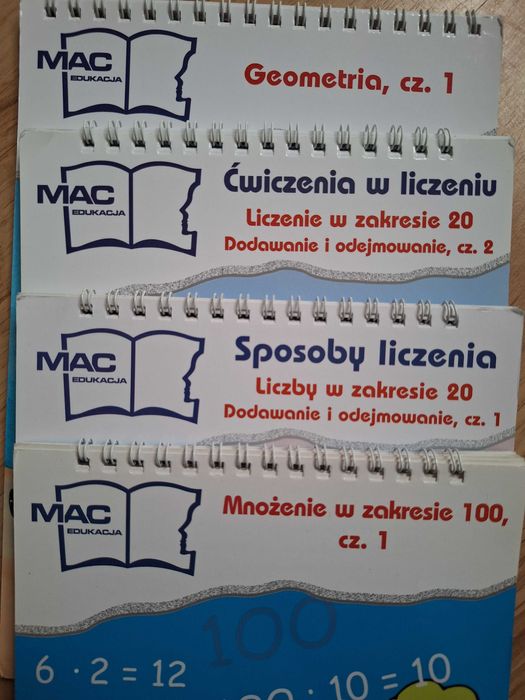 MAC
EDUKACJA
Geometria, cz. 1
MAC
EDUKACJA
Ćwiczenia w liczeniu
Liczenie w zakresie 20
Dodawanie i odejmowanie, cz. 2
MAC
EDUKACJA
Sposoby liczenia
Liczby w zakresie 20
Dodawanie i odejmowanie, cz. 1
MAC
EDUKACJA
Mnożenie w zakresie 100,
cz. 1
100
6 · 2 = 12
: 10 = 10